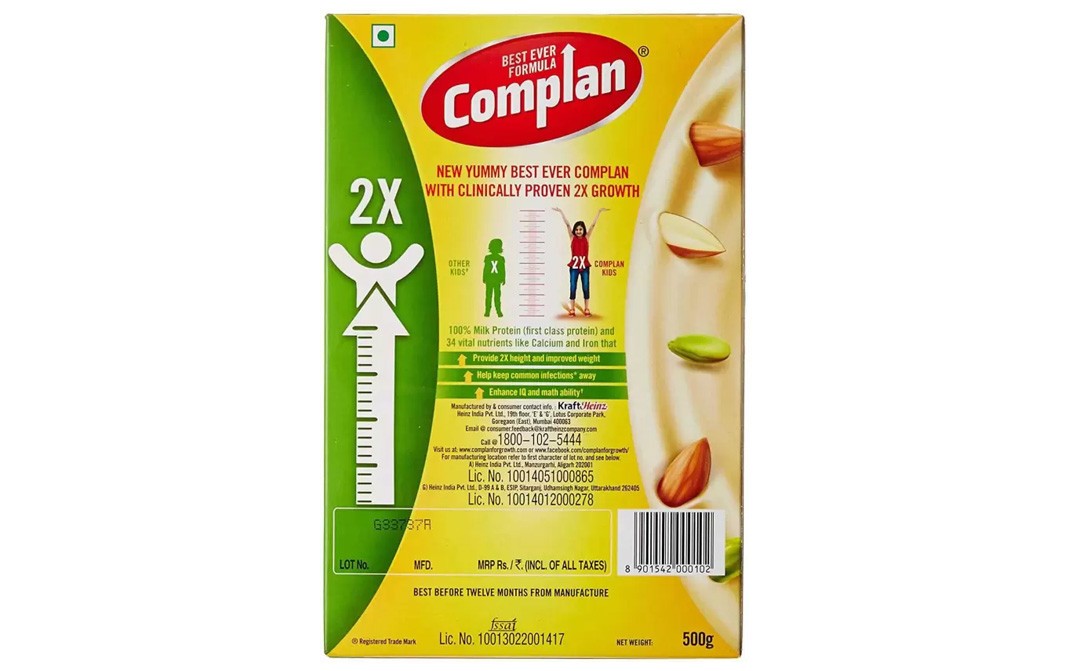 BEST EVER
FORMULA
Complan®
NEW YUMMY BEST EVER COMPLAN
WITH CLINICALLY PROVEN 2X GROWTH
2X
OTHER
KIDS*
X
2X
COMPLAN
KIDS
100% Milk Protein (first class protein) and
34 vital nutrients like Calcium and Iron that
Provide 2X height and improved weight
Help keep common infections* away
Enhance IQ and math ability†
Manufactured by & consumer contact info. : KraftHeinz
Heinz India Pvt. Ltd., 19th floor, 'E' & 'G', Lotus Corporate Park,
Goregaon (East), Mumbai 400063
Email @ consumer.feedback@kraftheinzcompany.com
Call @ 1800-102-5444
Visit us at: www.complanforgrowth.com or www.facebook.com/complanforgrowth/
For manufacturing location refer to first character of lot no. and see below.
A) Heinz India Pvt. Ltd., Manzurgarhi, Aligarh 202001
Lic. No. 10014051000865
G) Heinz India Pvt. Ltd., D-99 A & B, ESIP, Sitarganj, Udhamsingh Nagar, Uttarakhand 262405
Lic. No. 10014012000278
G33737A
LOT No. MFD. MRP Rs./ ₹. (INCL. OF ALL TAXES)
8 901542 000102
BEST BEFORE TWELVE MONTHS FROM MANUFACTURE
fssai
® Registered Trade Mark Lic. No. 10013022001417 NET WEIGHT: 500g